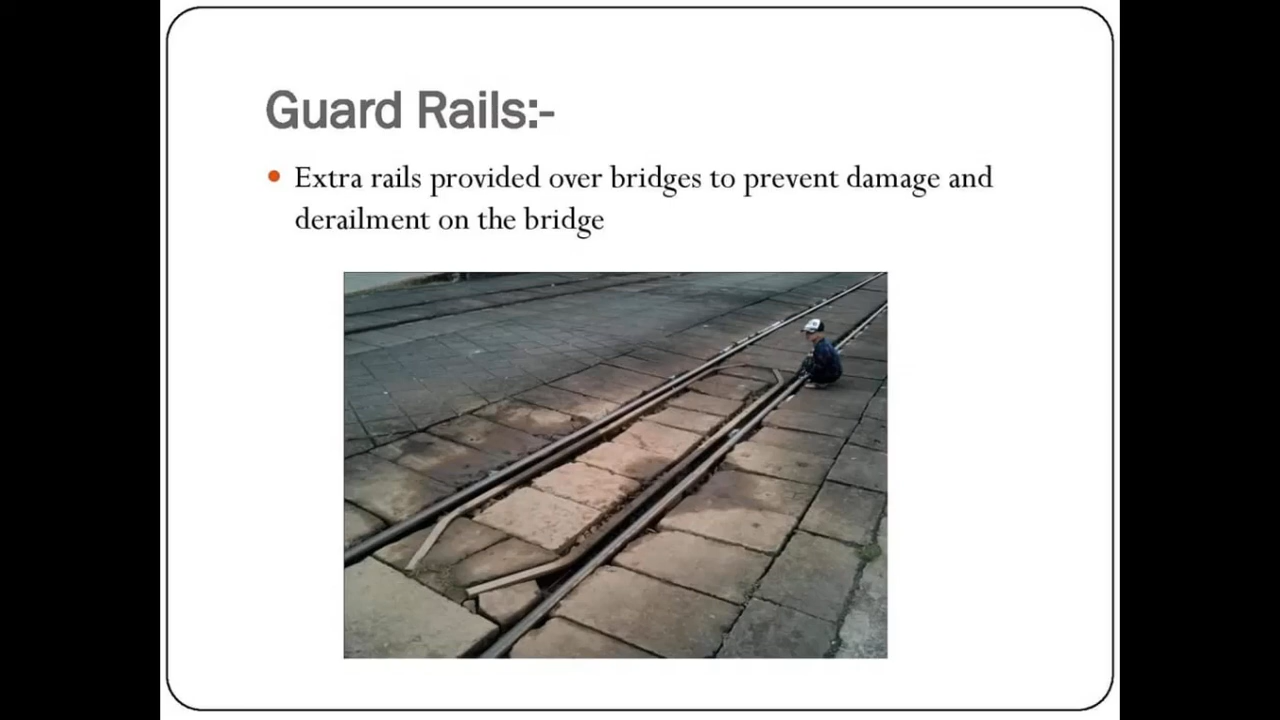 Guard Rails:-
• Extra rails provided over bridges to prevent damage and
derailment on the bridge